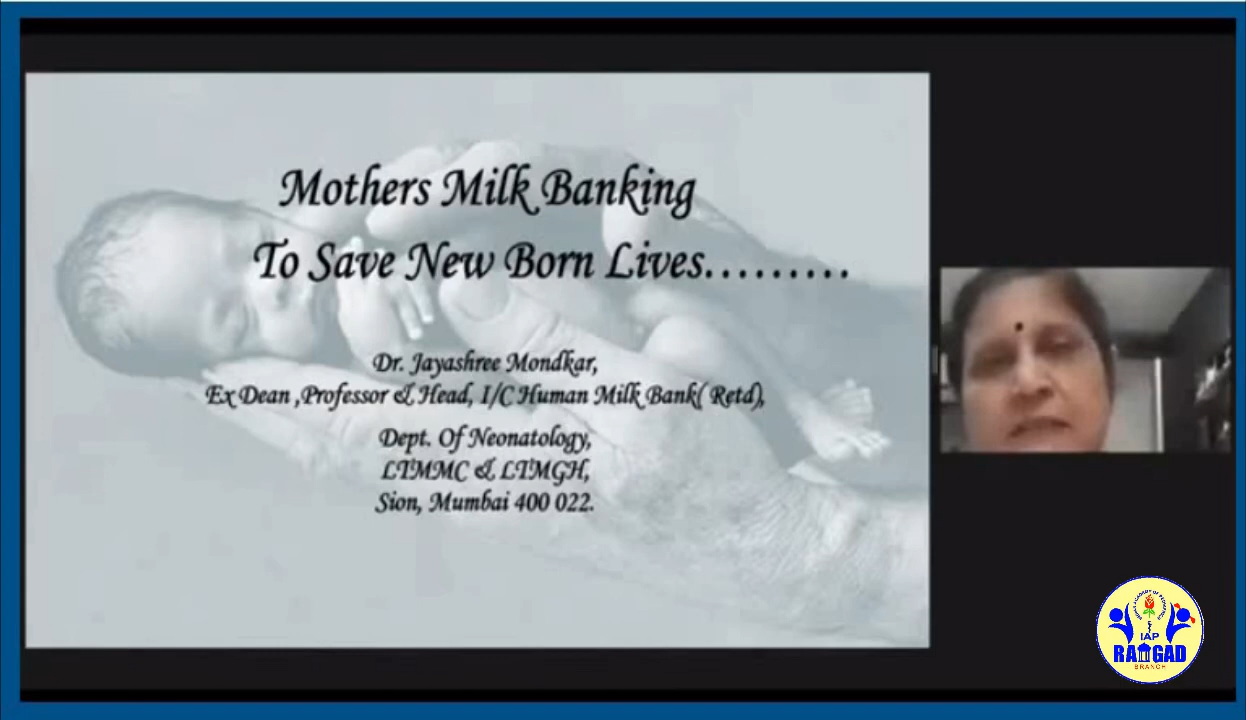 Mothers Milk Banking
To Save New Born Lives.........
Dr. Jayashree Mondkar,
Ex Dean ,Professor & Head, I/C Human Milk Bank( Retd),
Dept. Of Neonatology,
LTMMC & LTMGH,
Sion, Mumbai 400 022.
IAP
RAIGAD
BRANCH